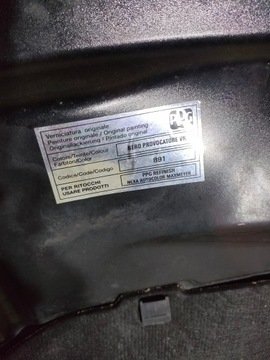 Verniciatura originale
Peinture originale / Original painting
Originallackierung / Pintado original
PPG
Colore/Teinte/Colour
Farbton/Color
NERO PROVOCATORE VR
Codice/Code/Codigo
891
PER RITOCCHI
USARE PRODOTTI
PPG REFINISH
NEXA AUTOCOLOR MAXMEYER